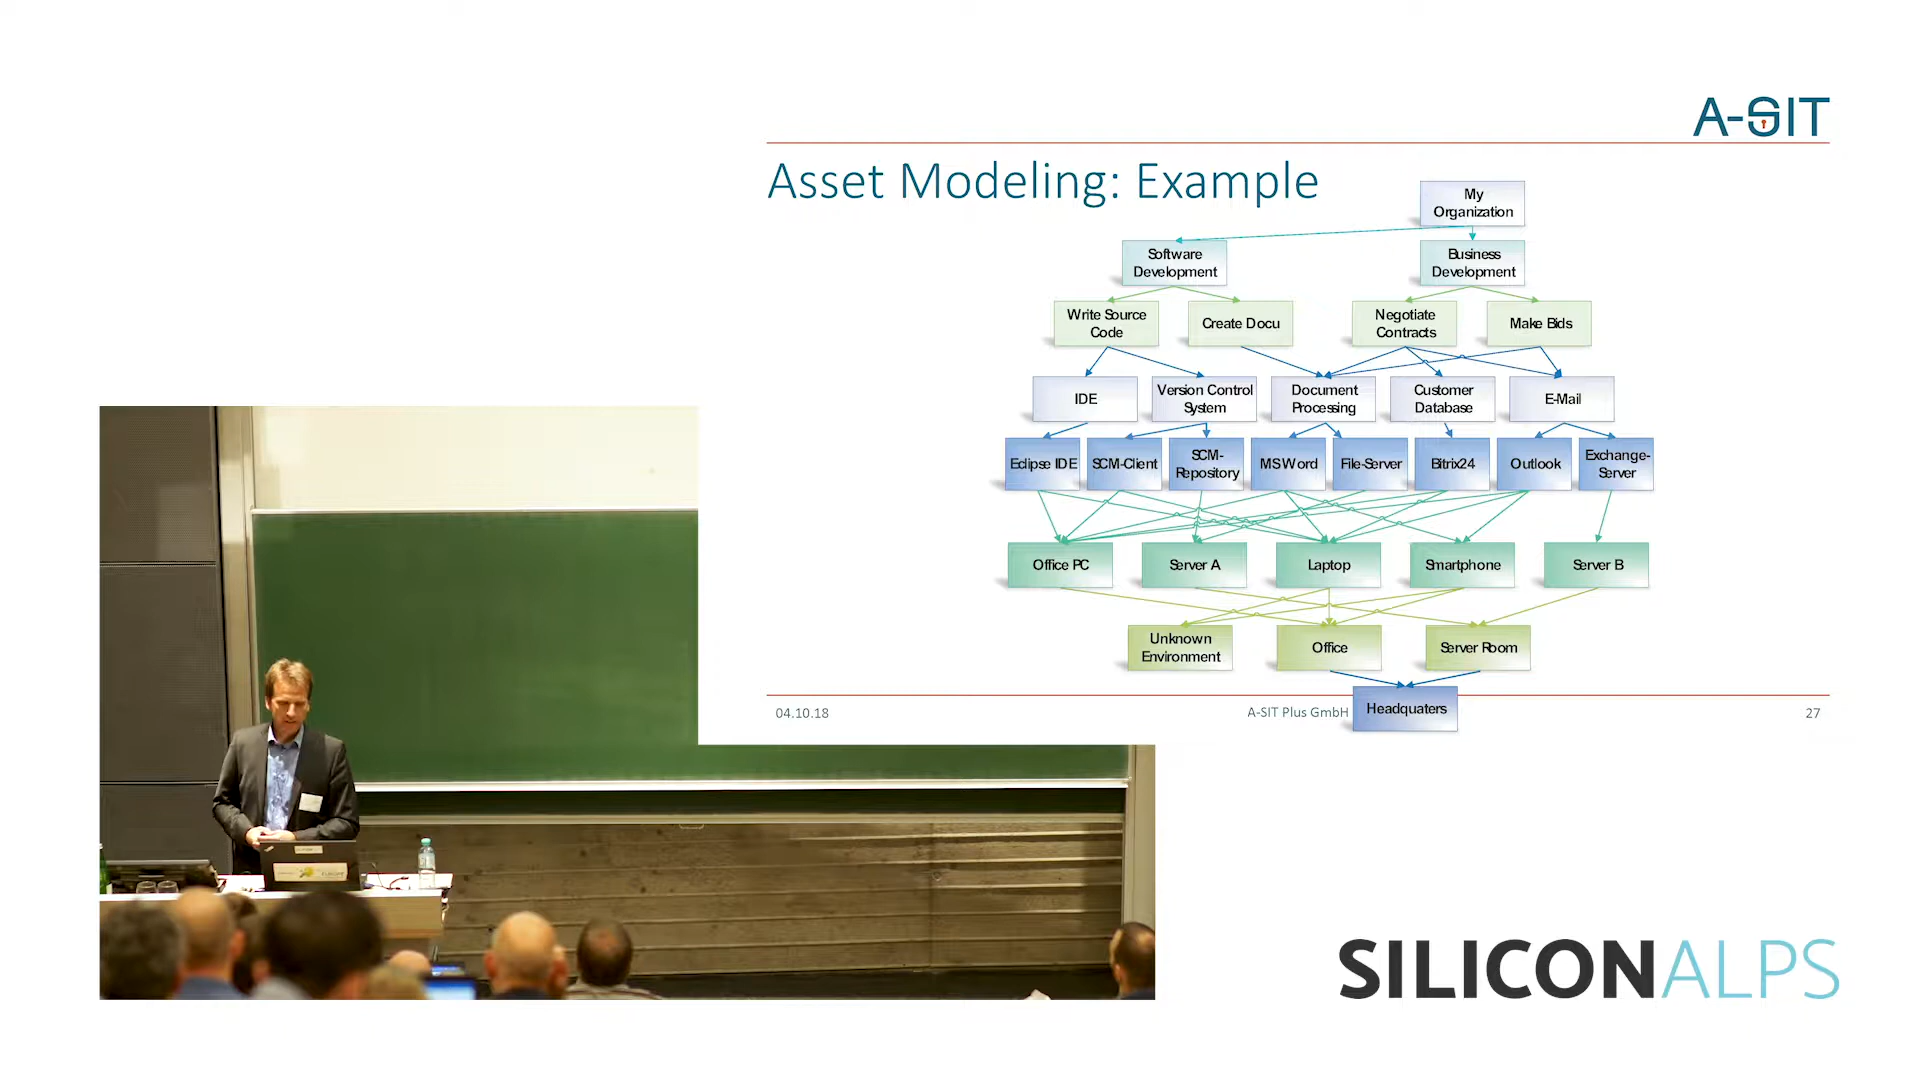 A-SIT
Asset Modeling: Example
My
Organization
Software
Development
Business
Development
Write Source
Code
Create Docu
Negotiate
Contracts
Make Bids
IDE
Version Control
System
Document
Processing
Customer
Database
E-Mail
Eclipse IDE
SCM-Client
SCM-
Repository
MS Word
File-Server
Bitrix24
Outlook
Exchange-
Server
Office PC
Server A
Laptop
Smartphone
Server B
Unknown
Environment
Office
Server Room
Headquaters
04.10.18
A-SIT Plus GmbH
27
SILICONALPS